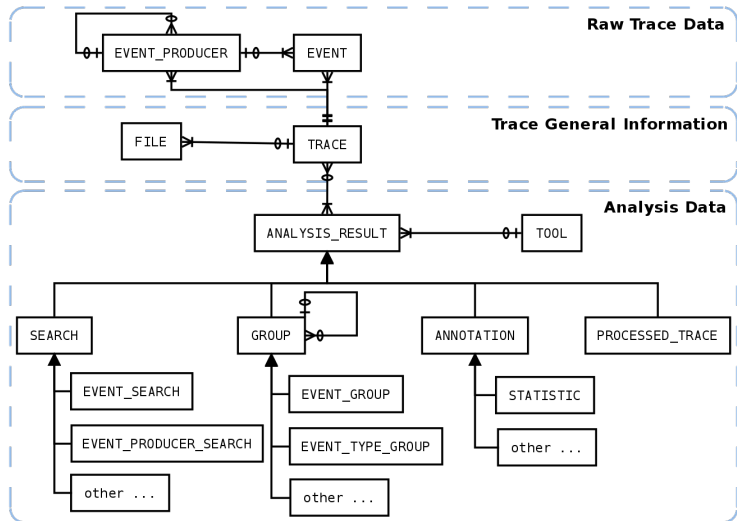 Raw Trace Data
EVENT_PRODUCER
EVENT
Trace General Information
FILE
TRACE
Analysis Data
ANALYSIS_RESULT
TOOL
SEARCH
GROUP
ANNOTATION
PROCESSED_TRACE
EVENT_SEARCH
EVENT_GROUP
STATISTIC
EVENT_PRODUCER_SEARCH
EVENT_TYPE_GROUP
other ...
other ...
other ...